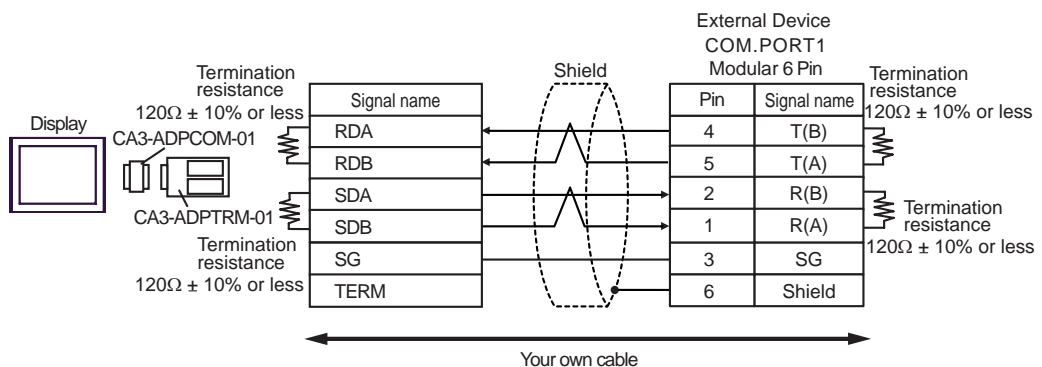 External Device
COM.PORT1
Modular 6 Pin
Shield
Termination
resistance
120Ω ± 10% or less
Termination
resistance
120Ω ± 10% or less
Display
CA3-ADPCOM-01
CA3-ADPTRM-01
Termination
resistance
120Ω ± 10% or less
Signal name
RDA
RDB
SDA
SDB
SG
TERM
Pin Signal name
4 T(B)
5 T(A)
2 R(B)
1 R(A)
3 SG
6 Shield
Termination
resistance
120Ω ± 10% or less
Your own cable